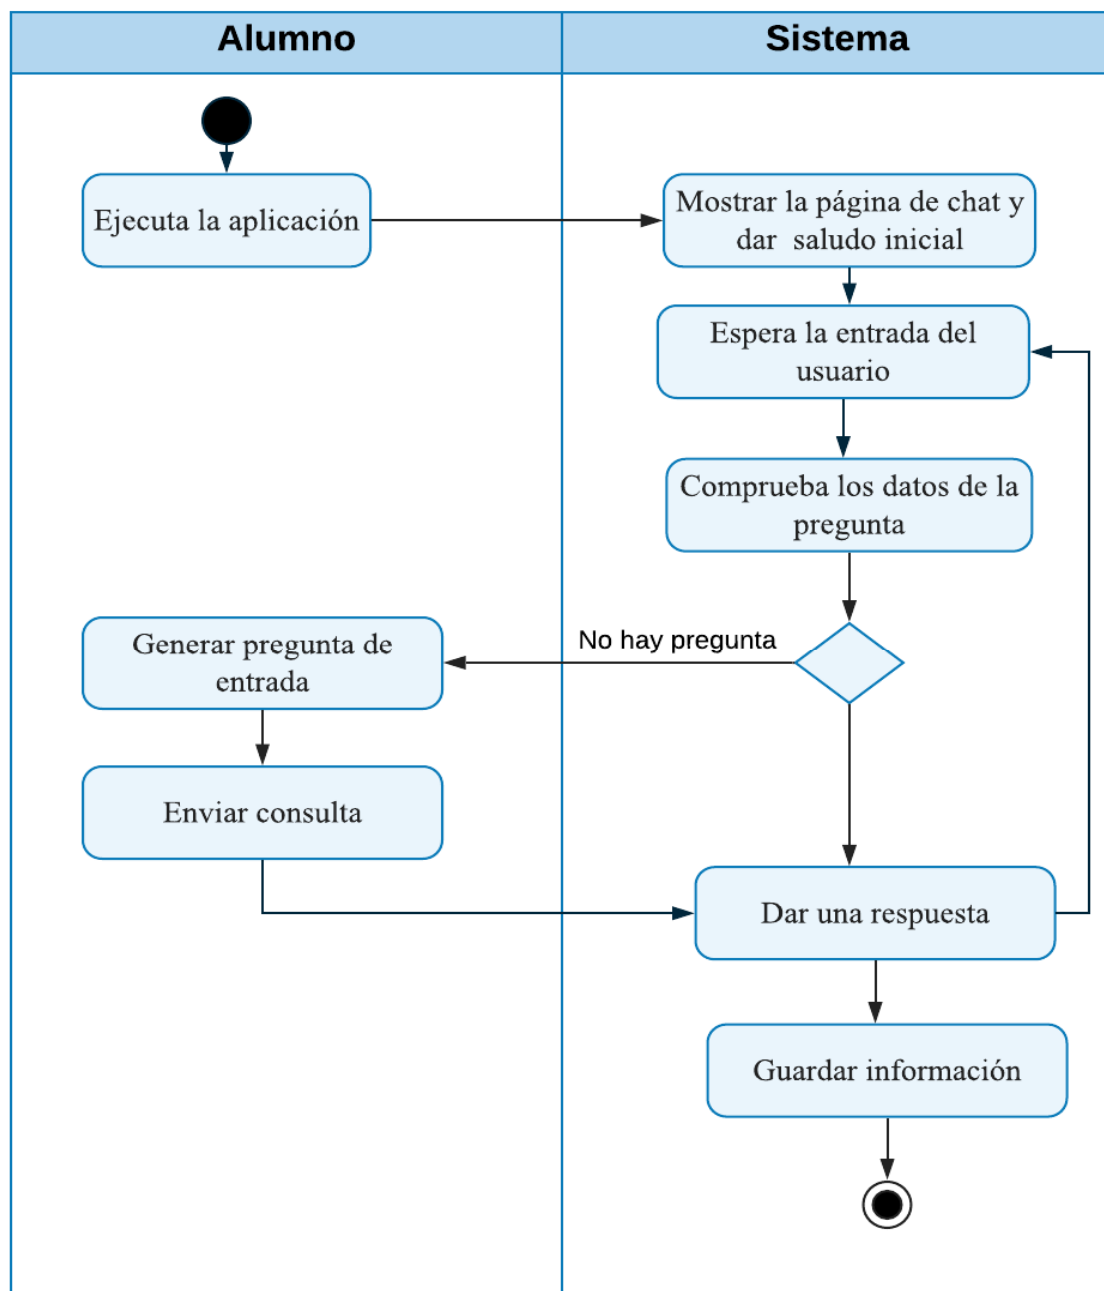 Alumno
Sistema
Ejecuta la aplicación
Mostrar la página de chat y
dar saludo inicial
Espera la entrada del
usuario
Comprueba los datos de la
pregunta
No hay pregunta
Generar pregunta de
entrada
Enviar consulta
Dar una respuesta
Guardar información